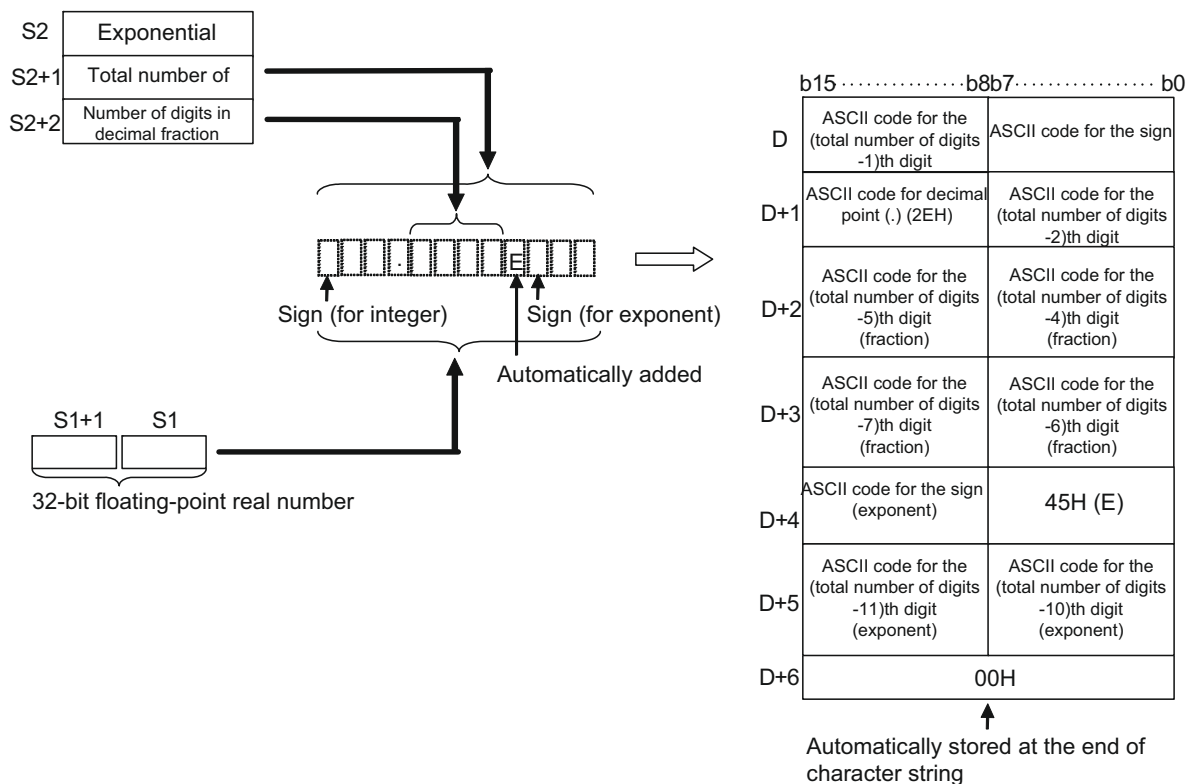 S2
Exponential
S2+1
Total number of
S2+2
Number of digits in
decimal fraction
.
E
Sign (for integer)
Sign (for exponent)
Automatically added
S1+1
S1
32-bit floating-point real number
b15
b8
b7
b0
D
ASCII code for the
(total number of digits
-1)th digit
ASCII code for the sign
D+1
ASCII code for decimal
point (.) (2EH)
ASCII code for the
(total number of digits
-2)th digit
D+2
ASCII code for the
(total number of digits
-5)th digit
(fraction)
ASCII code for the
(total number of digits
-4)th digit
(fraction)
D+3
ASCII code for the
(total number of digits
-7)th digit
(fraction)
ASCII code for the
(total number of digits
-6)th digit
(fraction)
D+4
ASCII code for the sign
(exponent)
45H (E)
D+5
ASCII code for the
(total number of digits
-11)th digit
(exponent)
ASCII code for the
(total number of digits
-10)th digit
(exponent)
D+6
00H
Automatically stored at the end of
character string